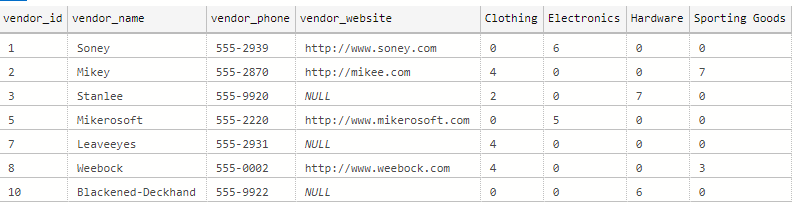 vendor_id vendor_name vendor_phone vendor_website Clothing Electronics Hardware Sporting Goods
1 Soney 555-2939 http://www.soney.com 0 6 0 0
2 Mikey 555-2870 http://mikee.com 4 0 0 7
3 Stanlee 555-9920 NULL 2 0 7 0
5 Mikerosoft 555-2220 http://www.mikerosoft.com 0 5 0 0
7 Leaveeyes 555-2931 NULL 4 0 0 0
8 Weebock 555-0002 http://www.weebock.com 4 0 0 3
10 Blackened-Deckhand 555-9922 NULL 0 0 6 0